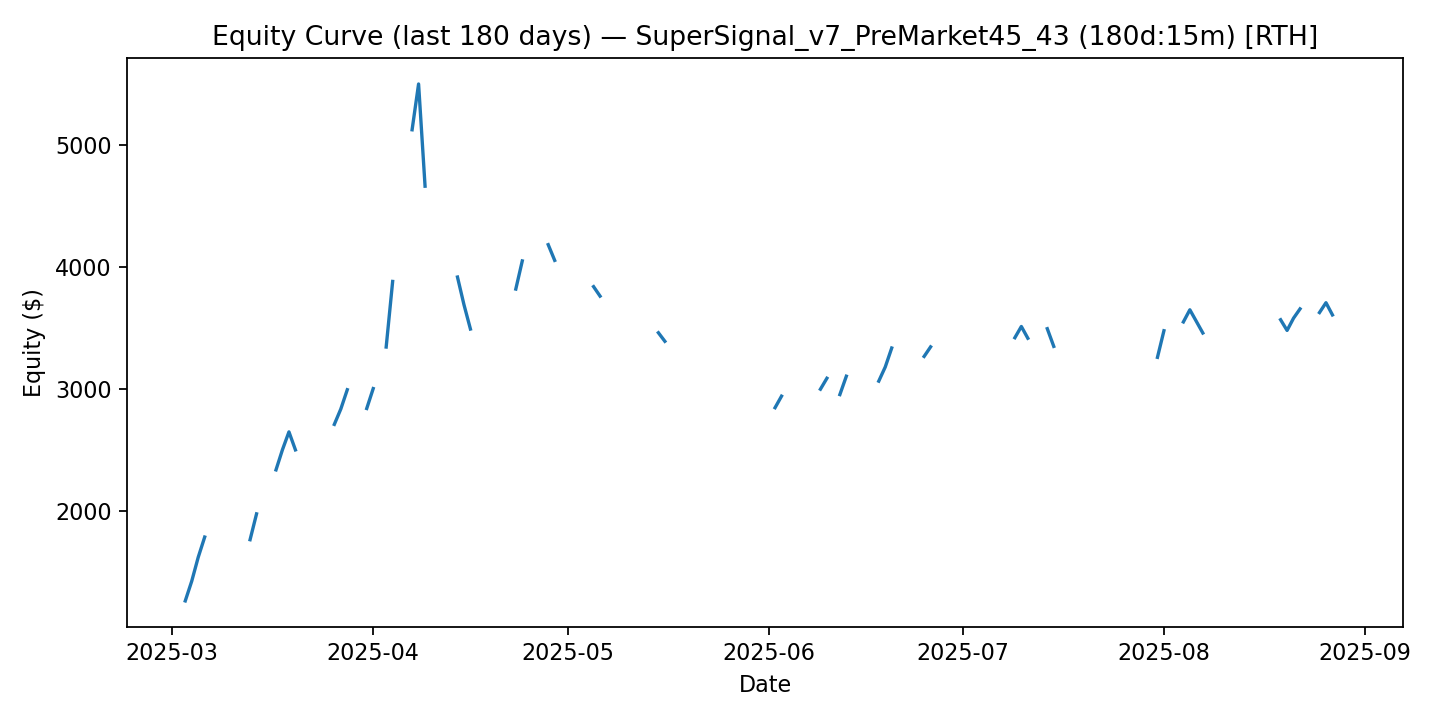 Equity Curve (last 180 days) — SuperSignal_v7_PreMarket45_43 (180d:15m) [RTH]
Equity ($)
5000
4000
3000
2000
2025-03 2025-04 2025-05 2025-06 2025-07 2025-08 2025-09
Date